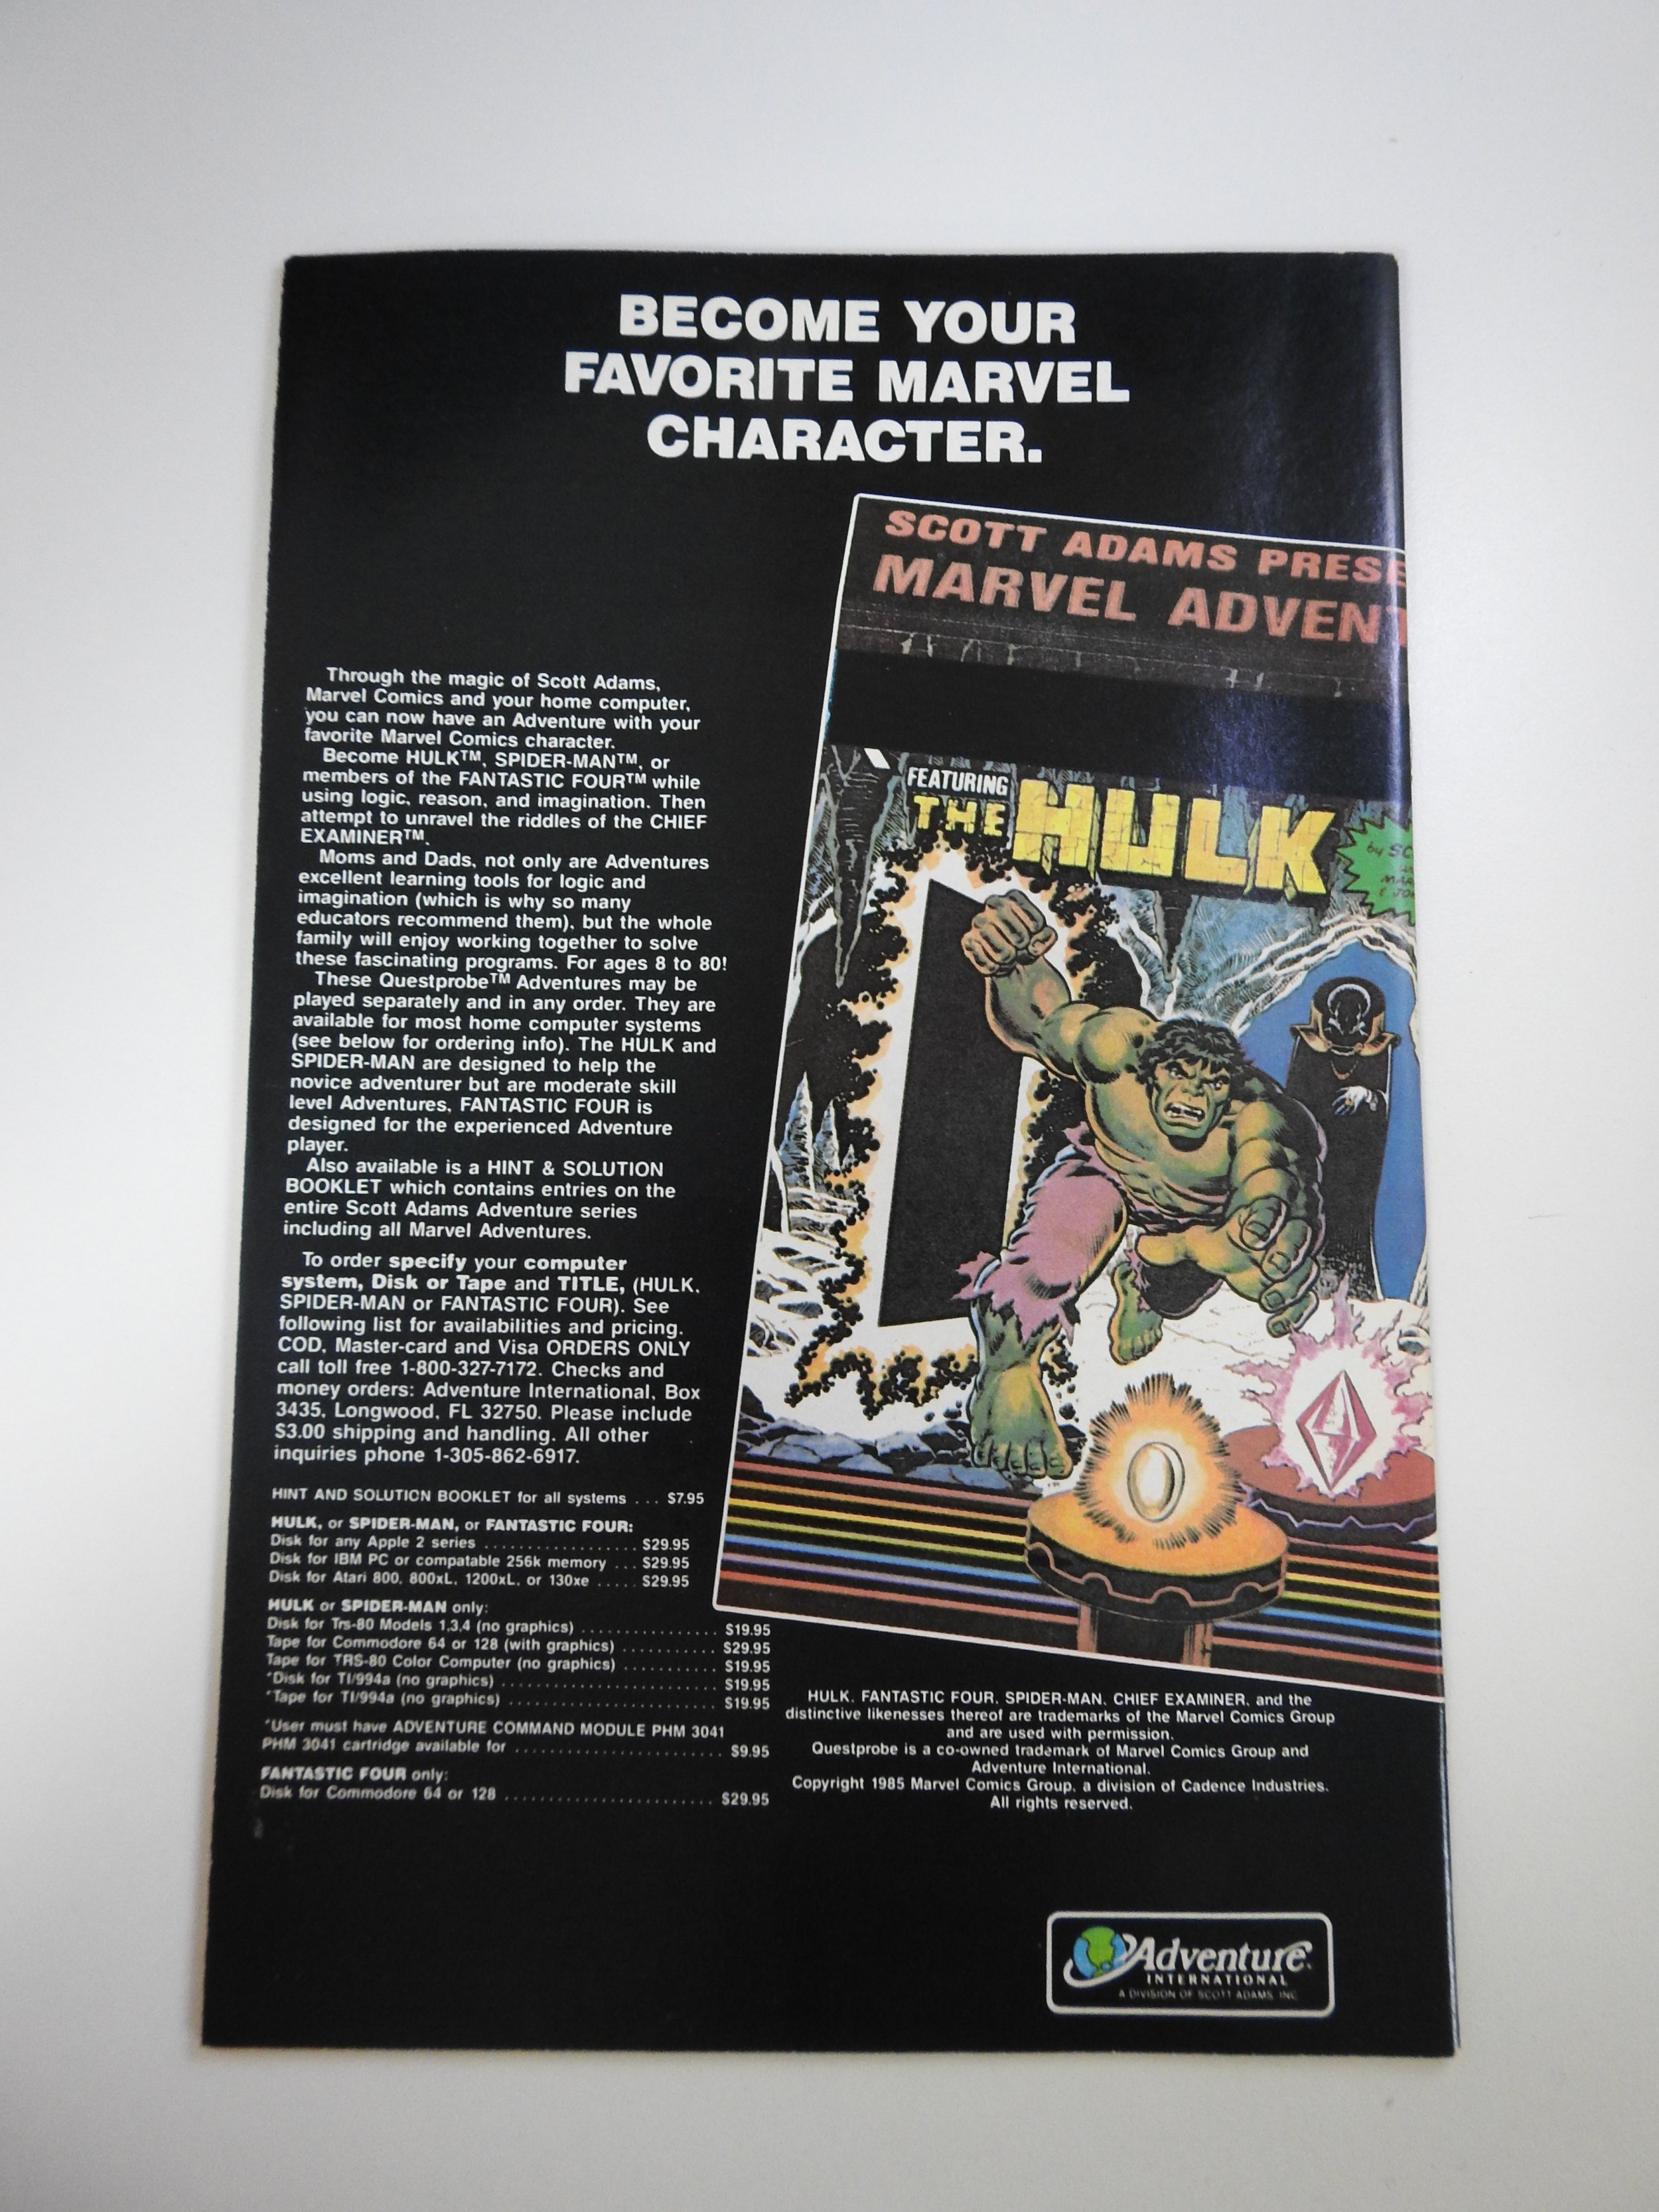 BECOME YOUR
FAVORITE MARVEL
CHARACTER.
SCOTT ADAMS PRESE
MARVEL ADVENT
FEATURING
THE HULK
by SC
MAR
& JO
Through the magic of Scott Adams,
Marvel Comics and your home computer,
you can now have an Adventure with your
favorite Marvel Comics character.
Become HULK™, SPIDER-MAN™, or
members of the FANTASTIC FOUR™ while
using logic, reason, and imagination. Then
attempt to unravel the riddles of the CHIEF
EXAMINER™.
Moms and Dads, not only are Adventures
excellent learning tools for logic and
imagination (which is why so many
educators recommend them), but the whole
family will enjoy working together to solve
these fascinating programs. For ages 8 to 80!
These Questprobe™ Adventures may be
played separately and in any order. They are
available for most home computer systems
(see below for ordering info). The HULK and
SPIDER-MAN are designed to help the
novice adventurer but are moderate skill
level Adventures, FANTASTIC FOUR is
designed for the experienced Adventure
player.
Also available is a HINT & SOLUTION
BOOKLET which contains entries on the
entire Scott Adams Adventure series
including all Marvel Adventures.
To order specify your computer
system, Disk or Tape and TITLE, (HULK,
SPIDER-MAN or FANTASTIC FOUR). See
following list for availabilities and pricing.
COD, Master-card and Visa ORDERS ONLY
call toll free 1-800-327-7172. Checks and
money orders: Adventure International, Box
3435, Longwood, FL 32750. Please include
$3.00 shipping and handling. All other
inquiries phone 1-305-862-6917.
HINT AND SOLUTION BOOKLET for all systems ... $7.95
HULK, or SPIDER-MAN, or FANTASTIC FOUR:
Disk for any Apple 2 series .................. $29.95
Disk for IBM PC or compatable 256k memory ... $29.95
Disk for Atari 800, 800xL, 1200xL, or 130xe ..... $29.95
HULK or SPIDER-MAN only:
Disk for Trs-80 Models 1,3,4 (no graphics) ................ $19.95
Tape for Commodore 64 or 128 (with graphics) ........... $29.95
Tape for TRS-80 Color Computer (no graphics) ........... $19.95
*Disk for TI/994a (no graphics) ......................... $19.95
*Tape for TI/994a (no graphics) ........................ $19.95
*User must have ADVENTURE COMMAND MODULE PHM 3041
PHM 3041 cartridge available for ........................ $9.95
FANTASTIC FOUR only:
Disk for Commodore 64 or 128 ........................ $29.95
HULK, FANTASTIC FOUR, SPIDER-MAN, CHIEF EXAMINER, and the
distinctive likenesses thereof are trademarks of the Marvel Comics Group
and are used with permission.
Questprobe is a co-owned trademark of Marvel Comics Group and
Adventure International.
Copyright 1985 Marvel Comics Group, a division of Cadence Industries.
All rights reserved.
Adventure
INTERNATIONAL
A DIVISION OF SCOTT ADAMS, INC